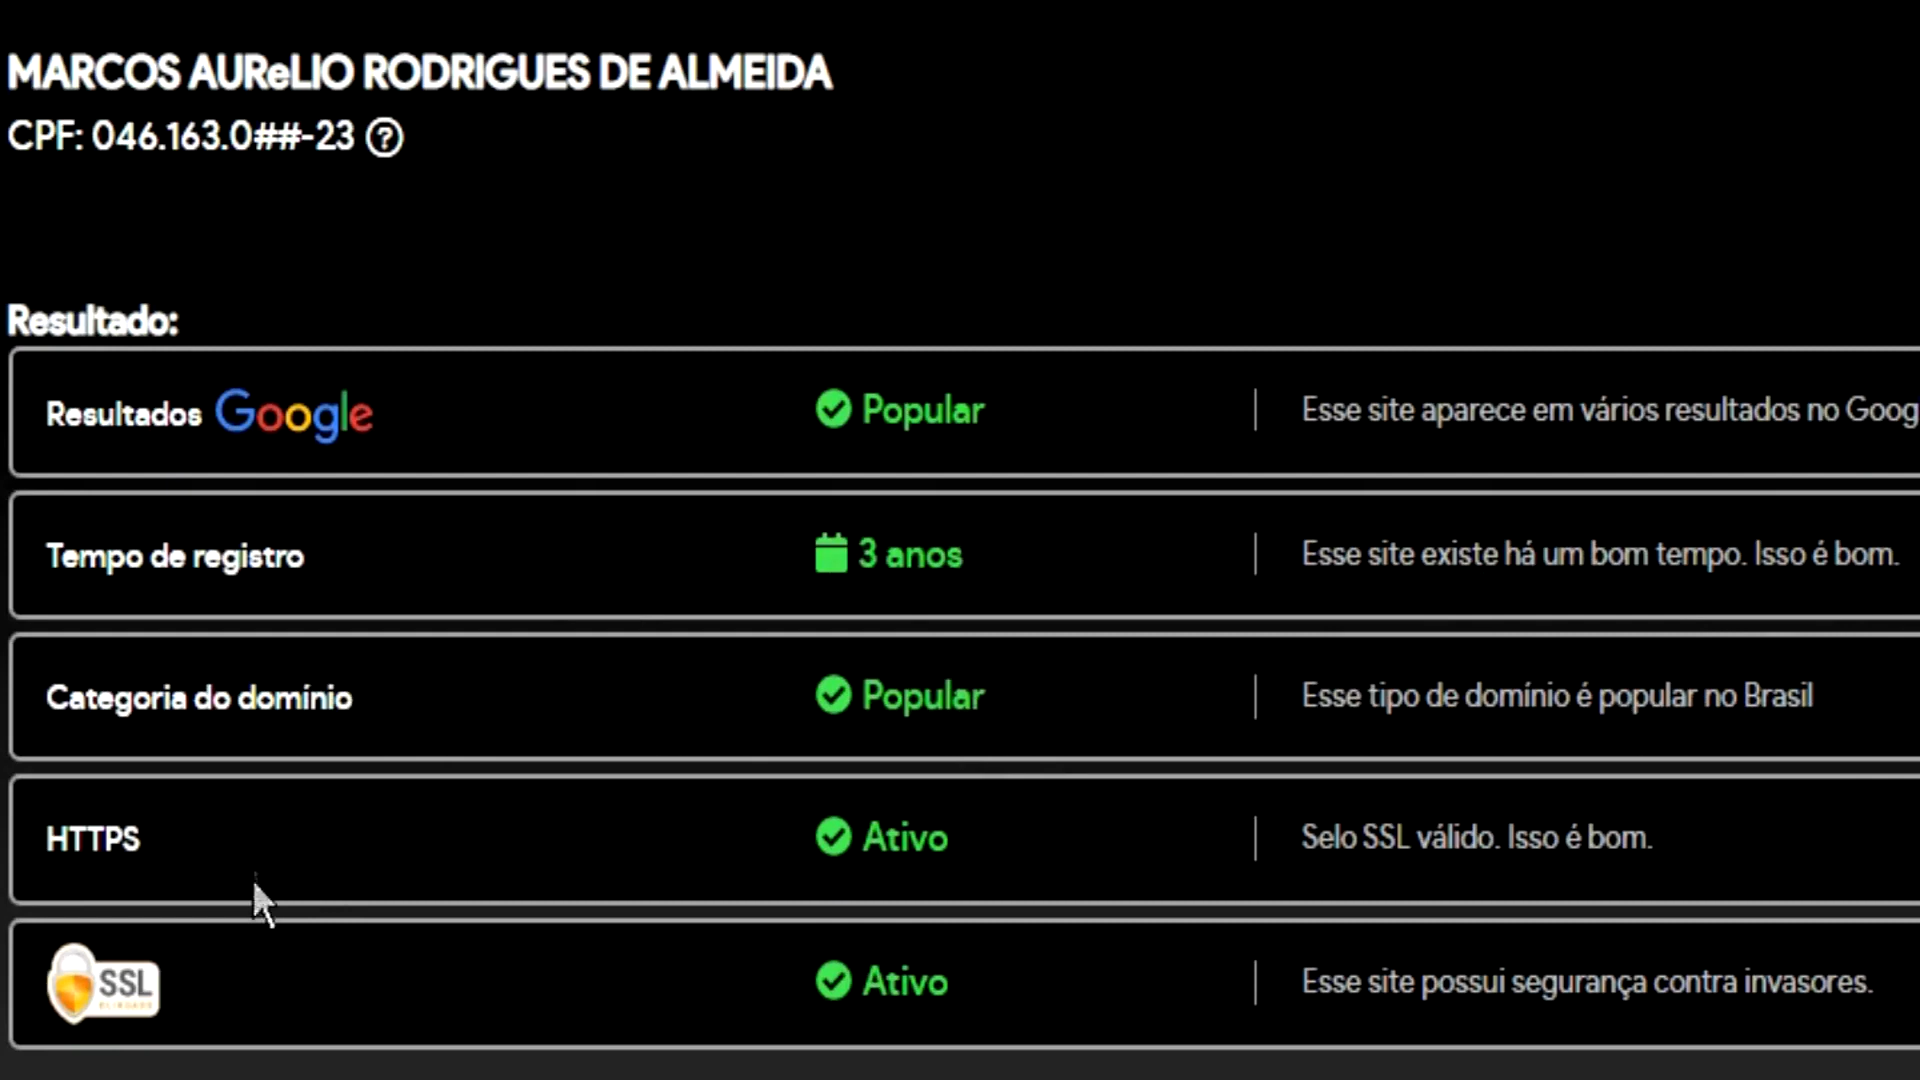 MARCOS AUReLIO RODRIGUES DE ALMEIDA
CPF: 046.163.0##-23 ?
Resultado:
Resultados Google Popular Esse site aparece em vários resultados no Goog
Tempo de registro 3 anos Esse site existe há um bom tempo. Isso é bom.
Categoria do domínio Popular Esse tipo de domínio é popular no Brasil
HTTPS Ativo Selo SSL válido. Isso é bom.
SSL Ativo Esse site possui segurança contra invasores.